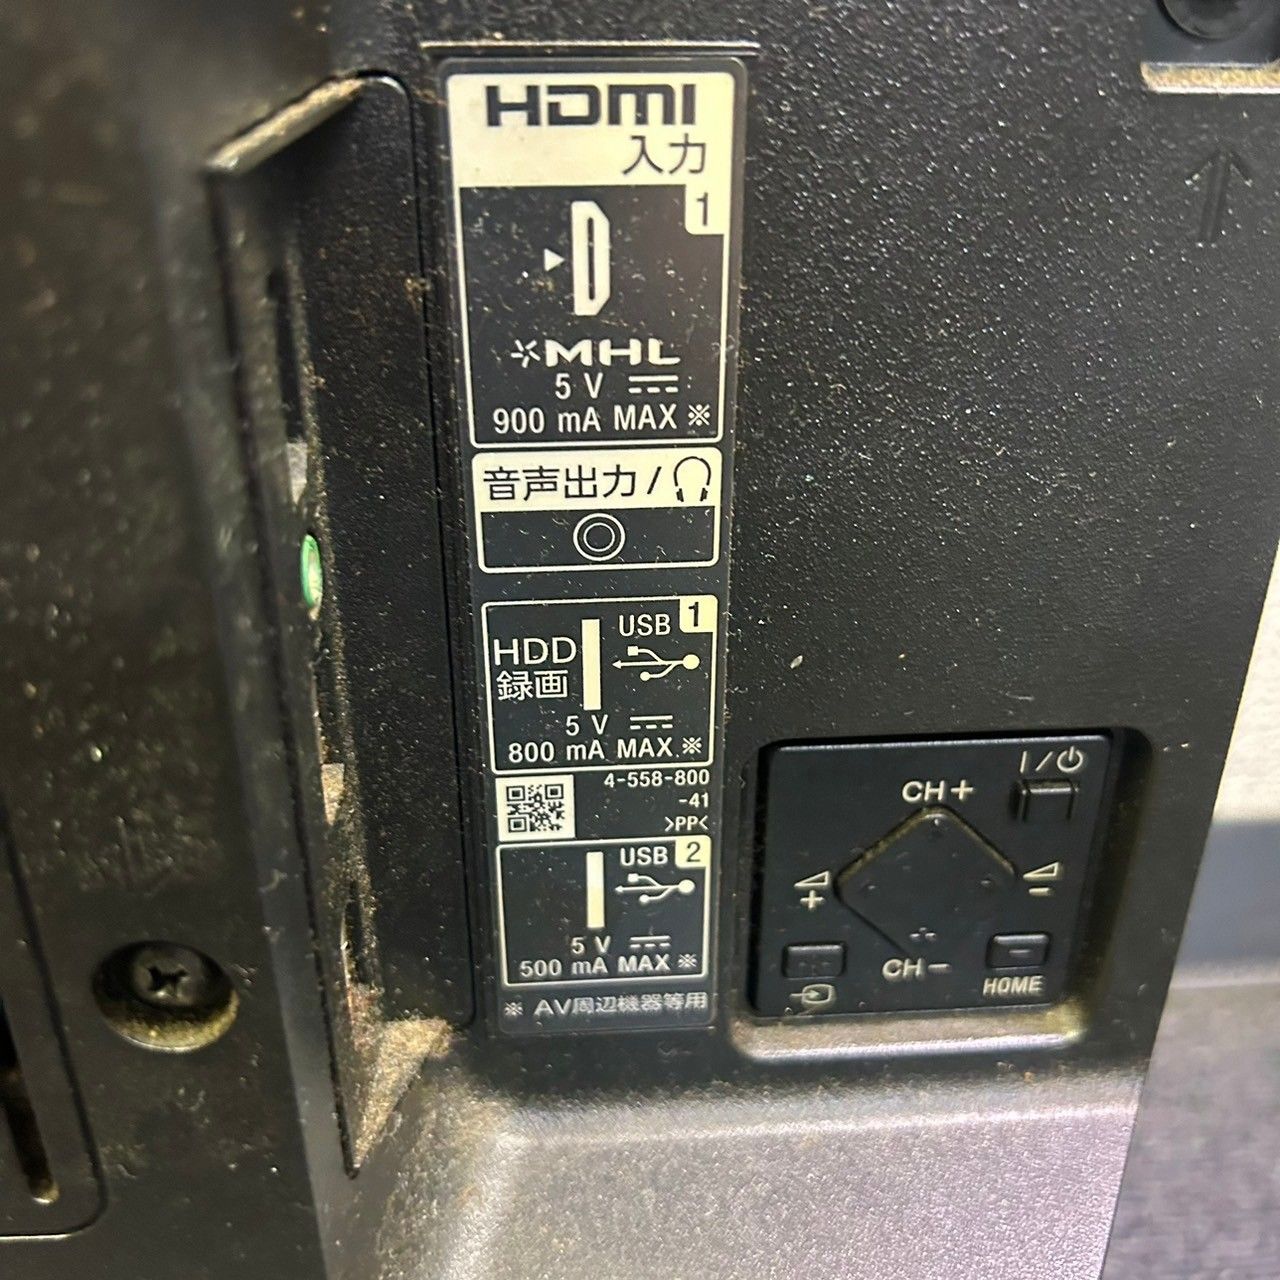 HDMI
入力
1
MHL
5 V
900 mA MAX ※
音声出力/
USB 1
HDD
録画
5 V
800 mA MAX ※
4-558-800
-41
>PP<
USB 2
5 V
500 mA MAX ※
※ AV周辺機器等用
CH+
+
-
CH-
HOME